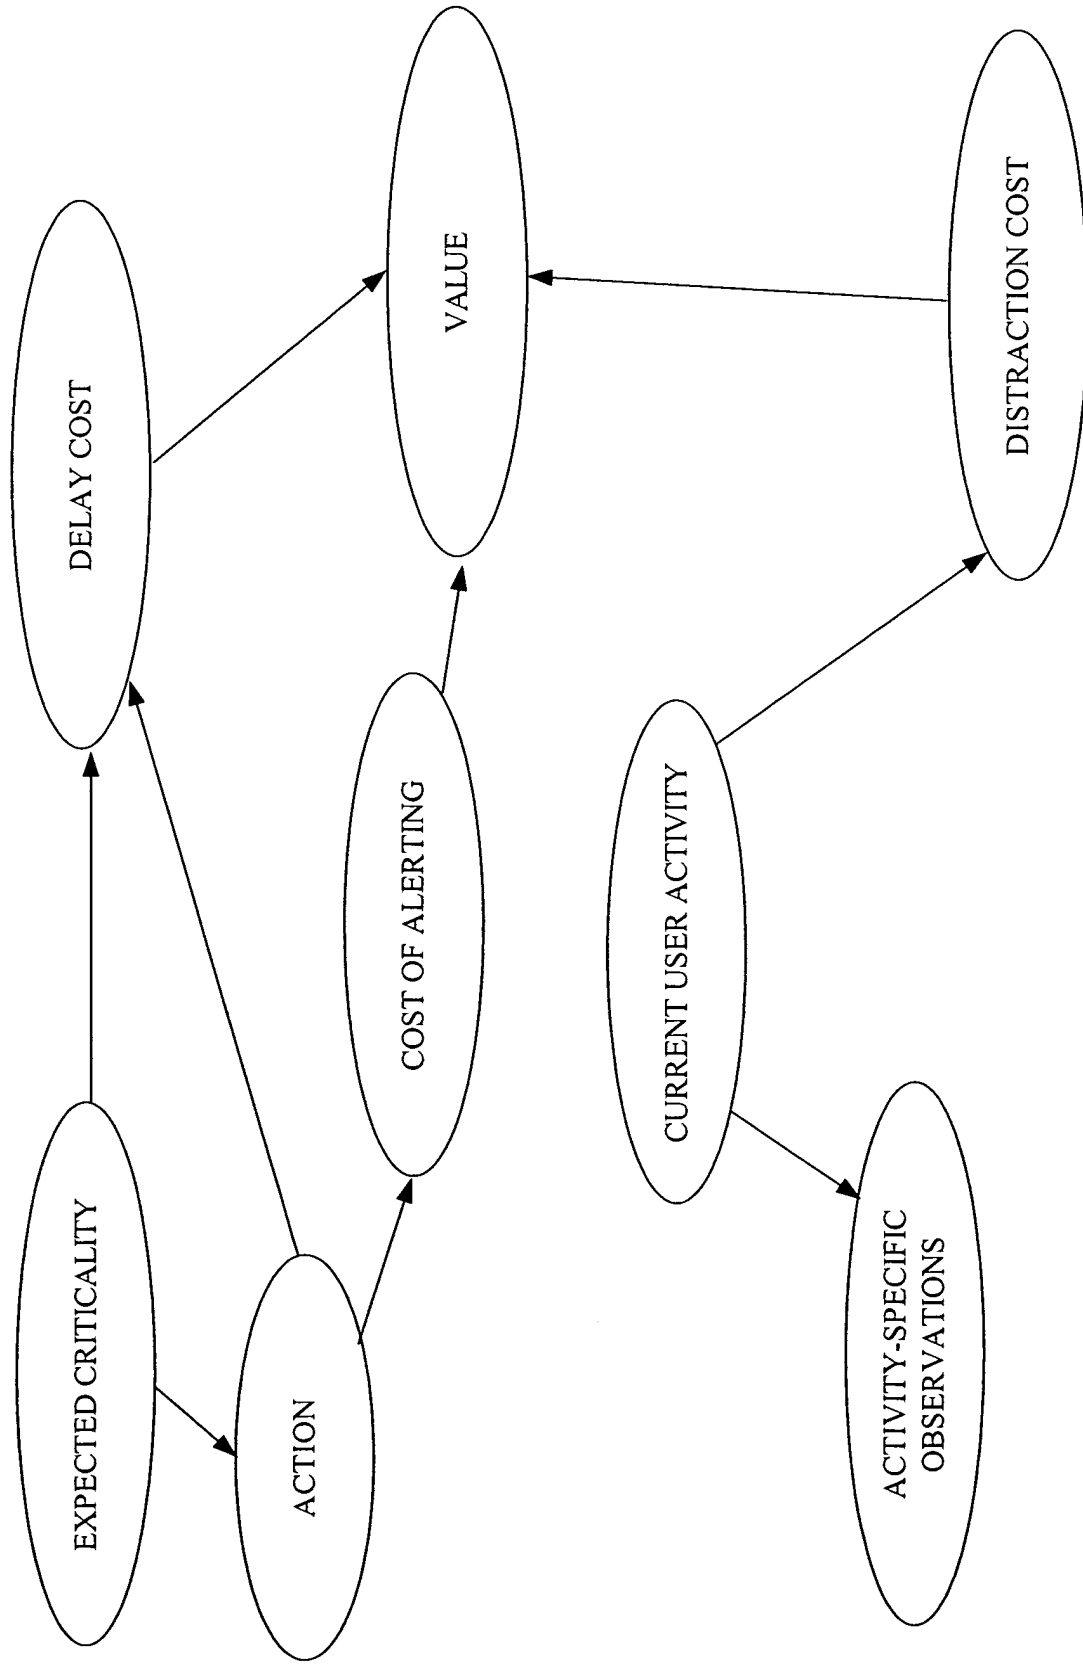 EXPECTED CRITICALITY
DELAY COST
ACTION
COST OF ALERTING
VALUE
CURRENT USER ACTIVITY
ACTIVITY-SPECIFIC
OBSERVATIONS
DISTRACTION COST